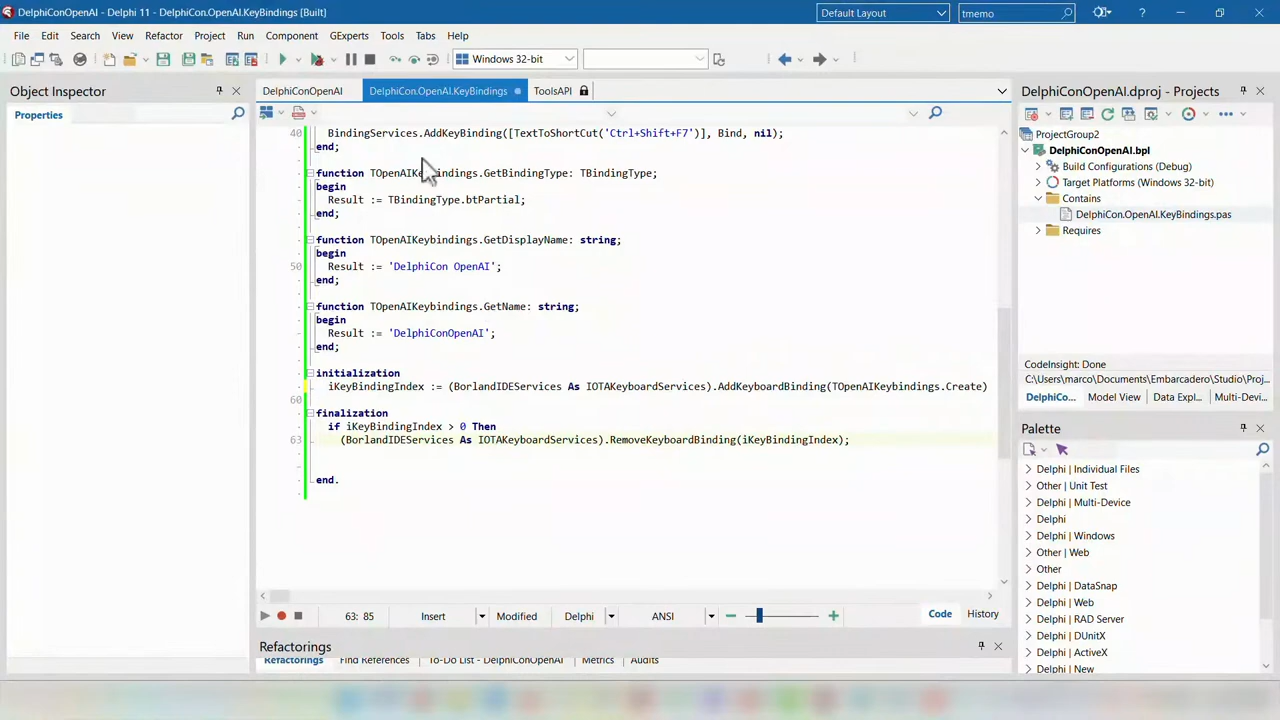 DelphiConOpenAI - Delphi 11 - DelphiCon.OpenAI.KeyBindings [Built]
Default Layout
tmemo
File Edit Search View Refactor Project Run Component GExperts Tools Tabs Help
Windows 32-bit
Object Inspector
Properties
DelphiConOpenAI
DelphiCon.OpenAI.KeyBindings
ToolsAPI
40 BindingServices.AddKeyBinding([TextToShortCut('Ctrl+Shift+F7')], Bind, nil);
end;
function TOpenAIKeybindings.GetBindingType: TBindingType;
begin
Result := TBindingType.btPartial;
end;
function TOpenAIKeybindings.GetDisplayName: string;
begin
50 Result := 'DelphiCon OpenAI';
end;
function TOpenAIKeybindings.GetName: string;
begin
Result := 'DelphiConOpenAI';
end;
initialization
iKeyBindingIndex := (BorlandIDEServices As IOTAKeyboardServices).AddKeyboardBinding(TOpenAIKeybindings.Create)
60
finalization
if iKeyBindingIndex > 0 Then
63 (BorlandIDEServices As IOTAKeyboardServices).RemoveKeyboardBinding(iKeyBindingIndex);
end.
63: 85
Insert
Modified
Delphi
ANSI
Code
History
Refactorings
Refactorings
Find References
To-Do List - DelphiConOpenAI
Metrics
Audits
DelphiConOpenAI.dproj - Projects
ProjectGroup2
DelphiConOpenAI.bpl
Build Configurations (Debug)
Target Platforms (Windows 32-bit)
Contains
DelphiCon.OpenAI.KeyBindings.pas
Requires
CodeInsight: Done
C:\Users\marco\Documents\Embarcadero\Studio\Proj...
DelphiCo...
Model View
Data Expl...
Multi-Devi...
Palette
Delphi | Individual Files
Other | Unit Test
Delphi | Multi-Device
Delphi
Delphi | Windows
Other | Web
Other
Delphi | DataSnap
Delphi | Web
Delphi | RAD Server
Delphi | DUnitX
Delphi | ActiveX
Delphi | New